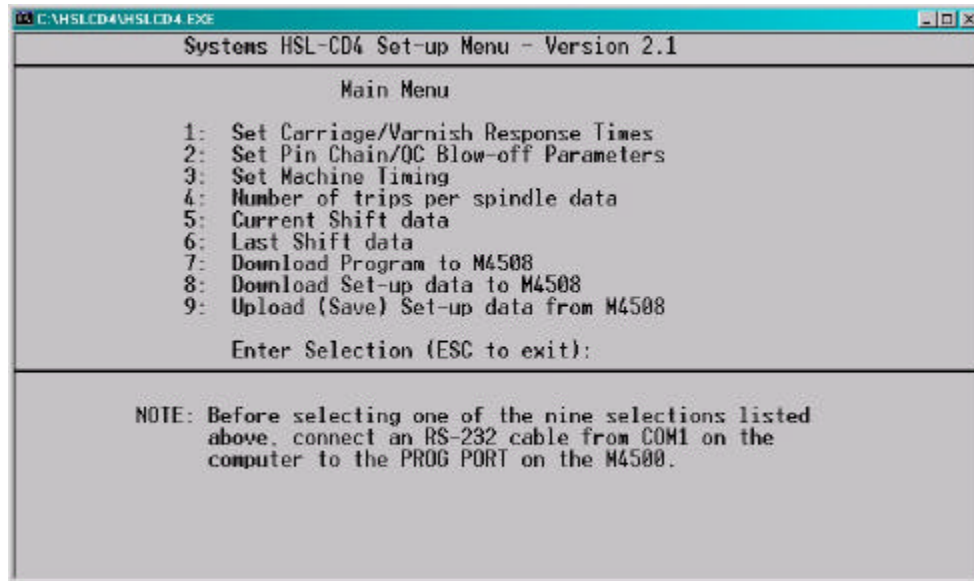 C:\HSLCD4\HSLCD4.EXE
Systems HSL-CD4 Set-up Menu - Version 2.1
Main Menu
1: Set Carriage/Varnish Response Times
2: Set Pin Chain/QC Blow-off Parameters
3: Set Machine Timing
4: Number of trips per spindle data
5: Current Shift data
6: Last Shift data
7: Download Program to M4508
8: Download Set-up data to M4508
9: Upload (Save) Set-up data from M4508
Enter Selection (ESC to exit):
NOTE: Before selecting one of the nine selections listed
above, connect an RS-232 cable from COM1 on the
computer to the PROG PORT on the M4500.